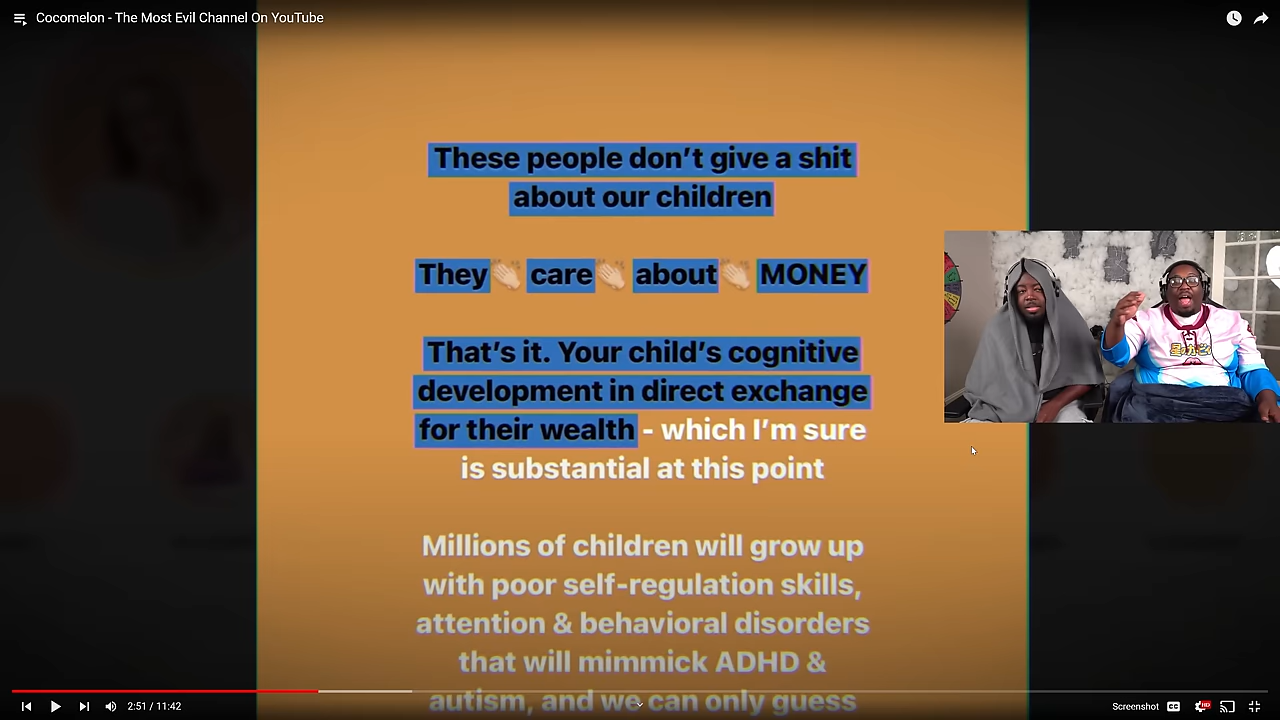 Cocomelon - The Most Evil Channel On YouTube
These people don't give a shit
about our children
They👏 care👏 about👏 MONEY
That's it. Your child's cognitive
development in direct exchange
for their wealth - which I'm sure
is substantial at this point
Millions of children will grow up
with poor self-regulation skills,
attention & behavioral disorders
that will mimmick ADHD &
autism, and we can only guess
2:51 / 11:42
Screenshot
CC
HD